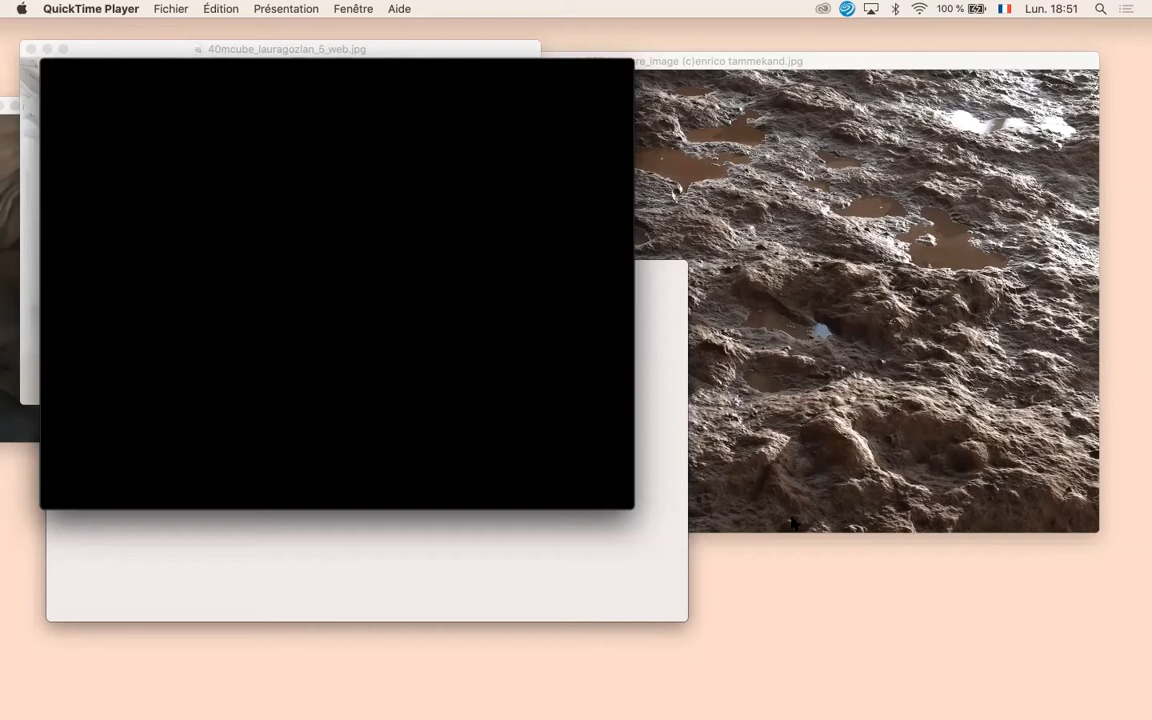 QuickTime Player Fichier Édition Présentation Fenêtre Aide 100 % Lun. 18:51
40mcube_lauragozlan_5_web.jpg
re_image (c)enrico tammekand.jpg